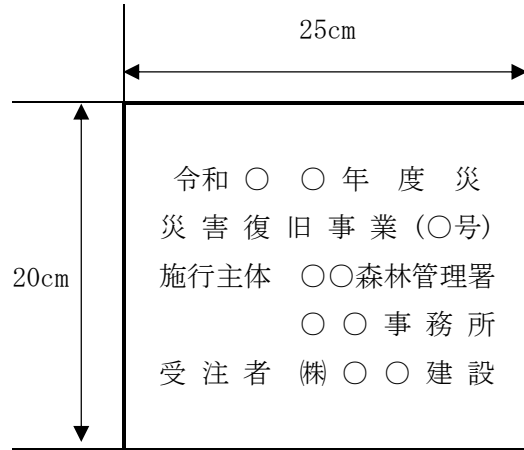 25cm
令和 ○ ○ 年 度 災
災 害 復 旧 事 業 (○号)
20cm
施行主体 ○○森林管理署
○ ○ 事 務 所
受 注 者 ㈱ ○ ○ 建 設